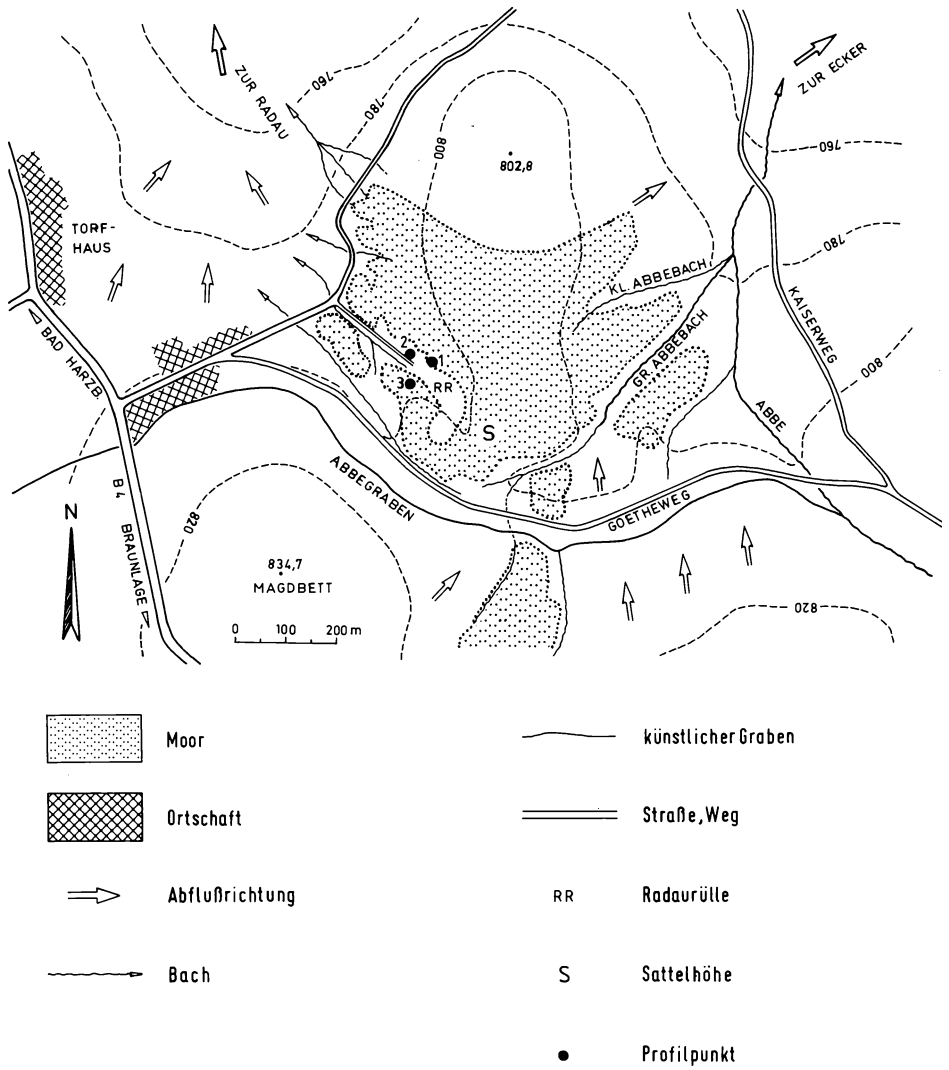 ZUR RADAU
760
780
ZUR ECKER
800
802,8
760
TORF-
HAUS
780
KL. ABBEBACH
KAISERWEG
BAD HARZB.
2
1
GR. ABBEBACH
800
3
RR
S
ABBE
ABBEGRABEN
B 4
BRAUNLAGE
N
820
GOETHEWEG
834,7
MAGDBETT
820
0 100 200 m
Moor
künstlicher Graben
Ortschaft
Straße, Weg
Abflußrichtung
RR
Radaurülle
Bach
S
Sattelhöhe
Profilpunkt